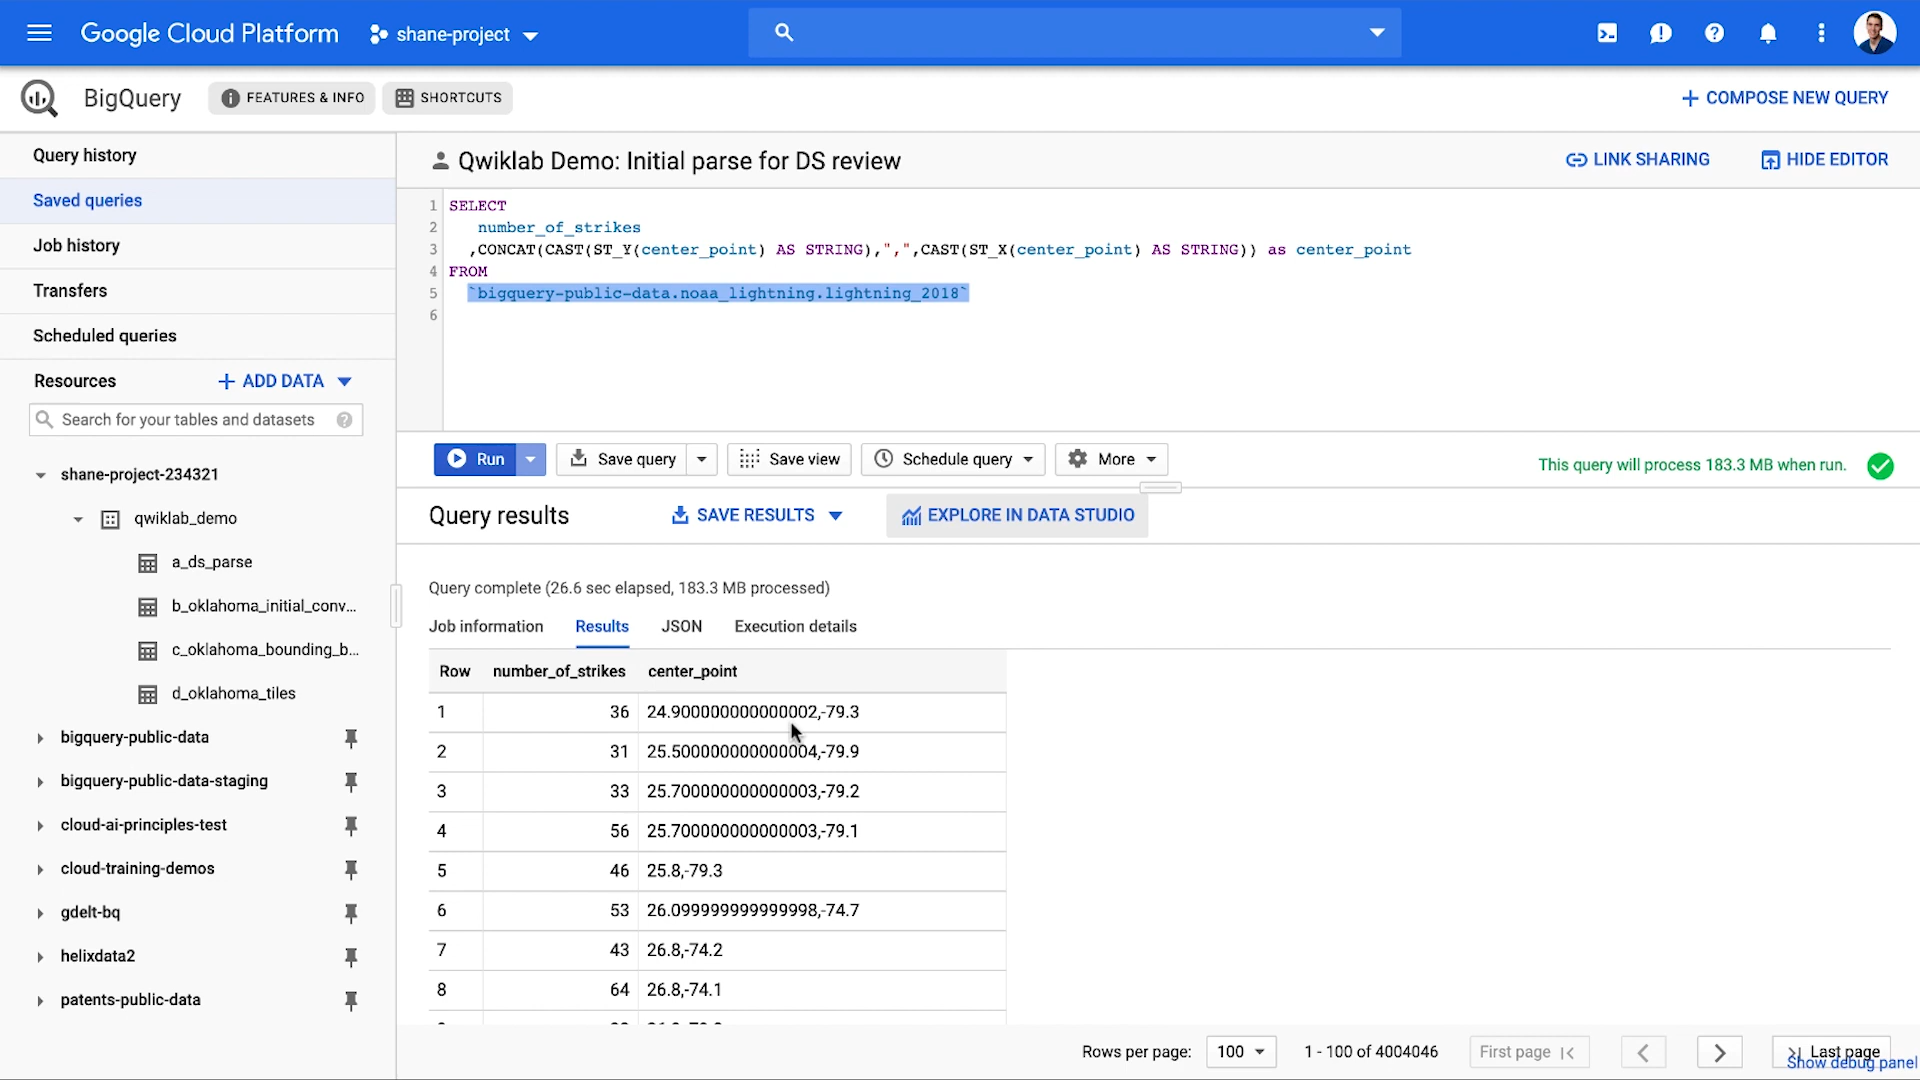 Google Cloud Platform shane-project
BigQuery FEATURES & INFO SHORTCUTS COMPOSE NEW QUERY
Query history
Saved queries
Job history
Transfers
Scheduled queries
Resources ADD DATA
Search for your tables and datasets
shane-project-234321
qwiklab_demo
a_ds_parse
b_oklahoma_initial_conv...
c_oklahoma_bounding_b...
d_oklahoma_tiles
bigquery-public-data
bigquery-public-data-staging
cloud-ai-principles-test
cloud-training-demos
gdelt-bq
helixdata2
patents-public-data
Qwiklab Demo: Initial parse for DS review LINK SHARING HIDE EDITOR
1 SELECT
2 number_of_strikes
3 ,CONCAT(CAST(ST_Y(center_point) AS STRING),",",CAST(ST_X(center_point) AS STRING)) as center_point
4 FROM
5 `bigquery-public-data.noaa_lightning.lightning_2018`
6
Run Save query Save view Schedule query More This query will process 183.3 MB when run.
Query results SAVE RESULTS EXPLORE IN DATA STUDIO
Query complete (26.6 sec elapsed, 183.3 MB processed)
Job information Results JSON Execution details
Row number_of_strikes center_point
1 36 24.900000000000002,-79.3
2 31 25.500000000000004,-79.9
3 33 25.700000000000003,-79.2
4 56 25.700000000000003,-79.1
5 46 25.8,-79.3
6 53 26.099999999999998,-74.7
7 43 26.8,-74.2
8 64 26.8,-74.1
Rows per page: 100 1 - 100 of 4004046 First page Last page
Show debug panel